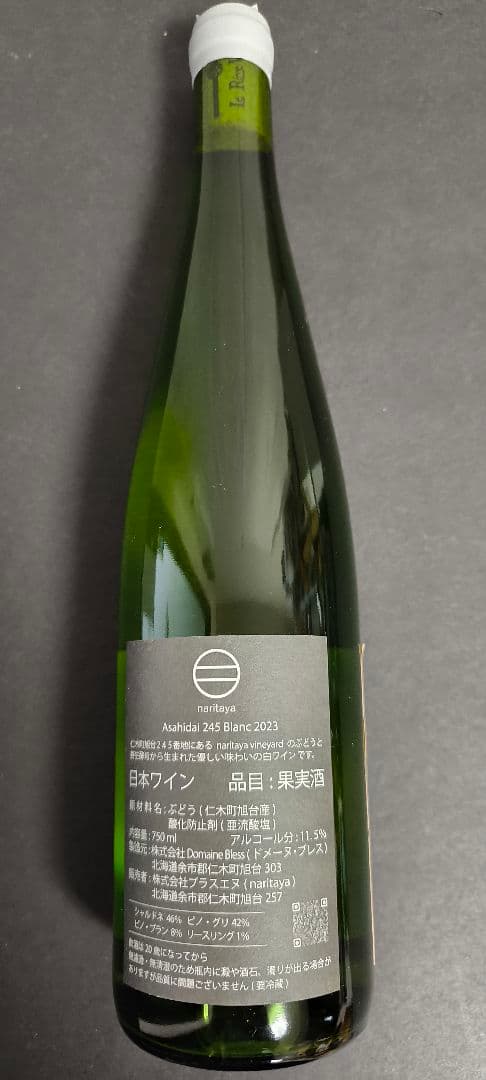 Le Rêve
naritaya
Asahidai 245 Blanc 2023
仁木町旭台245番地にある naritaya vineyard のぶどうと
野生酵母から生まれた優しい味わいの白ワインです。
日本ワイン 品目：果実酒
原材料名：ぶどう（仁木町旭台産）
酸化防止剤（亜硫酸塩）
内容量：750 ml アルコール分：11.5%
製造元：株式会社 Domaine Bless（ドメーヌ・ブレス）
北海道余市郡仁木町旭台 303
販売者：株式会社プラスエヌ（naritaya）
北海道余市郡仁木町旭台 257
シャルドネ 46% ピノ・グリ 42%
ピノ・ブラン 8% リースリング 1%
飲酒は20歳になってから
無濾過・無清澄のため瓶内に澱や酒石、濁りが出る場合が
ありますが品質に問題ございません（要冷蔵）